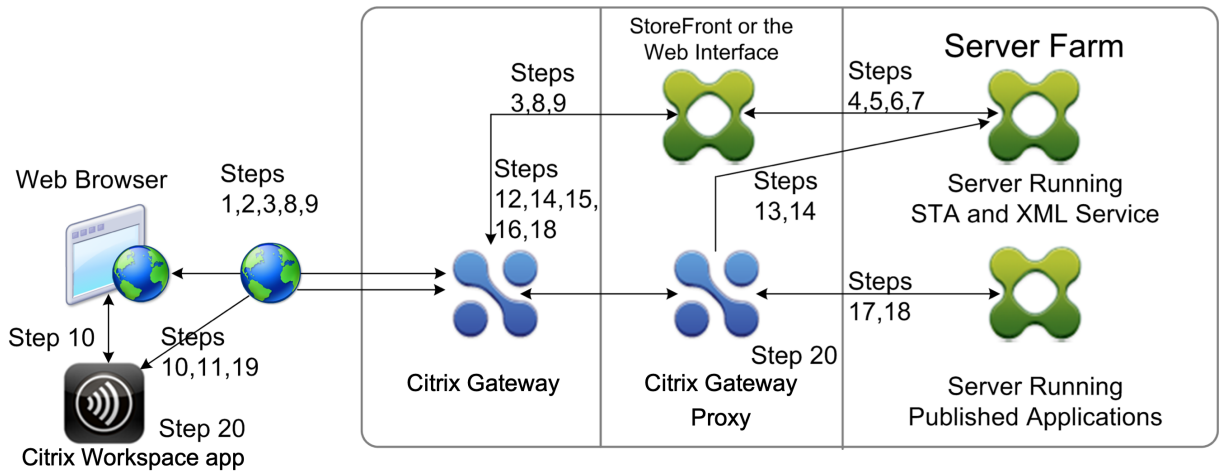 StoreFront or the
Web Interface
Server Farm
Steps
3,8,9
Steps
4,5,6,7
Web Browser
Steps
1,2,3,8,9
Steps
12,14,15,
16,18
Steps
13,14
Server Running
STA and XML Service
Step 10
Steps
10,11,19
Steps
17,18
Step 20
Citrix Gateway
Citrix Gateway
Proxy
Server Running
Published Applications
Step 20
Citrix Workspace app